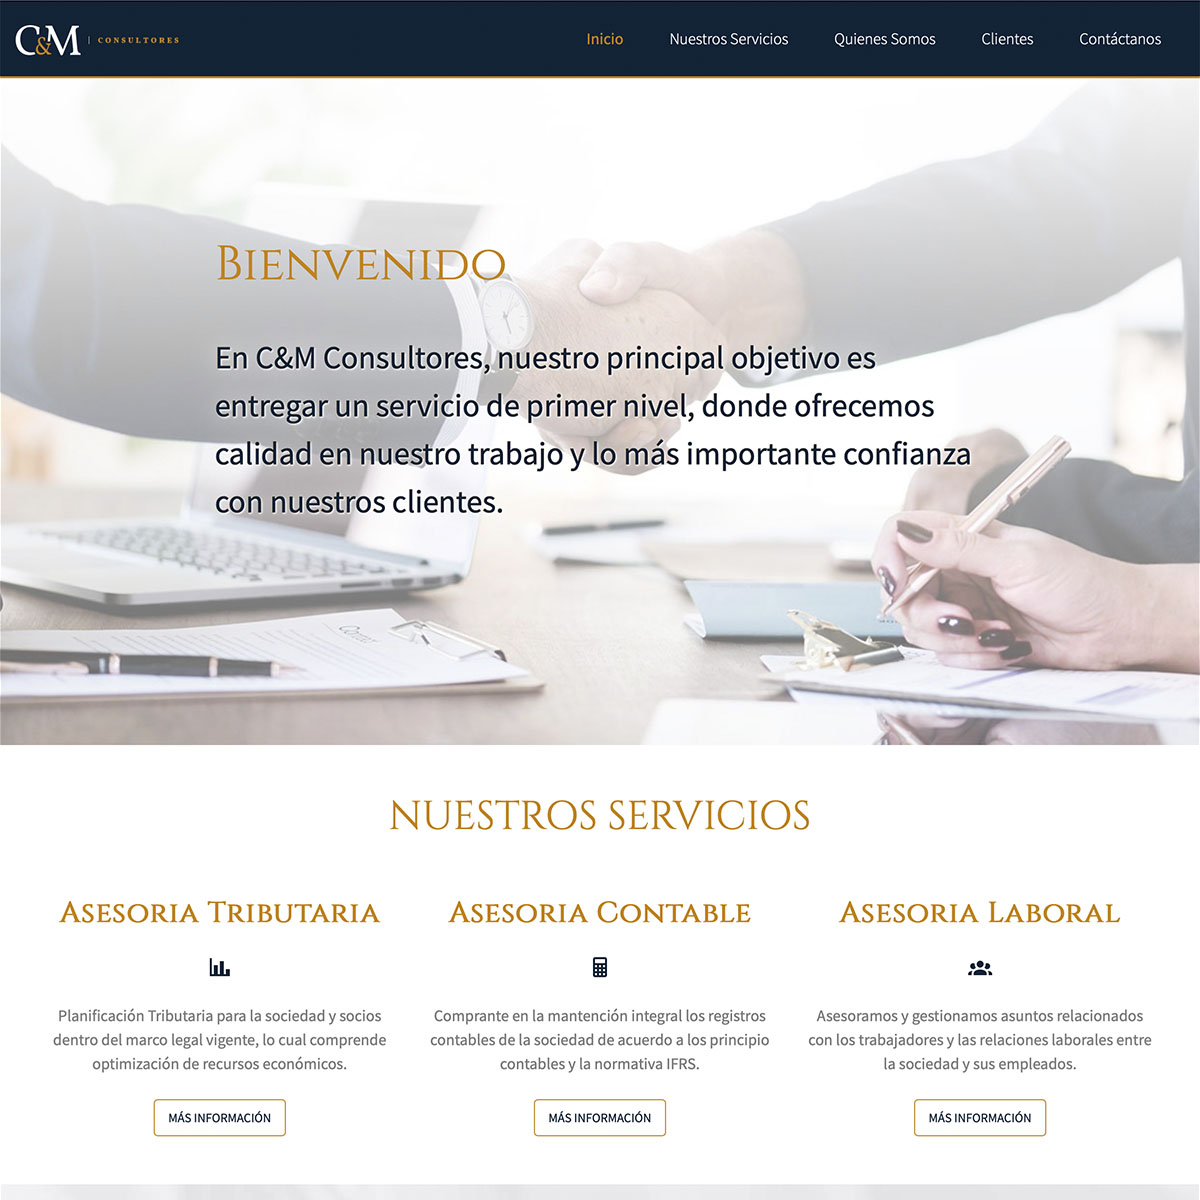 C&M | CONSULTORES
Inicio Nuestros Servicios Quienes Somos Clientes Contáctanos
BIENVENIDO
En C&M Consultores, nuestro principal objetivo es
entregar un servicio de primer nivel, donde ofrecemos
calidad en nuestro trabajo y lo más importante confianza
con nuestros clientes.
NUESTROS SERVICIOS
ASESORIA TRIBUTARIA
Planificación Tributaria para la sociedad y socios
dentro del marco legal vigente, lo cual comprende
optimización de recursos económicos.
MÁS INFORMACIÓN
ASESORIA CONTABLE
Comprante en la mantención integral los registros
contables de la sociedad de acuerdo a los principio
contables y la normativa IFRS.
MÁS INFORMACIÓN
ASESORIA LABORAL
Asesoramos y gestionamos asuntos relacionados
con los trabajadores y las relaciones laborales entre
la sociedad y sus empleados.
MÁS INFORMACIÓN